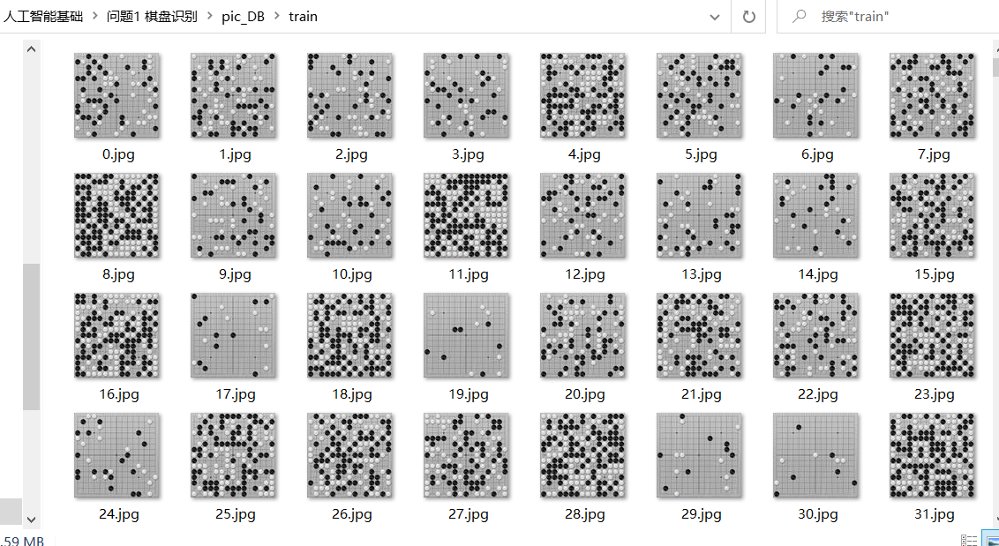 人工智能基础 > 问题1 棋盘识别 > pic_DB > train
搜索"train"
0.jpg 1.jpg 2.jpg 3.jpg 4.jpg 5.jpg 6.jpg 7.jpg
8.jpg 9.jpg 10.jpg 11.jpg 12.jpg 13.jpg 14.jpg 15.jpg
16.jpg 17.jpg 18.jpg 19.jpg 20.jpg 21.jpg 22.jpg 23.jpg
24.jpg 25.jpg 26.jpg 27.jpg 28.jpg 29.jpg 30.jpg 31.jpg
.59 MB